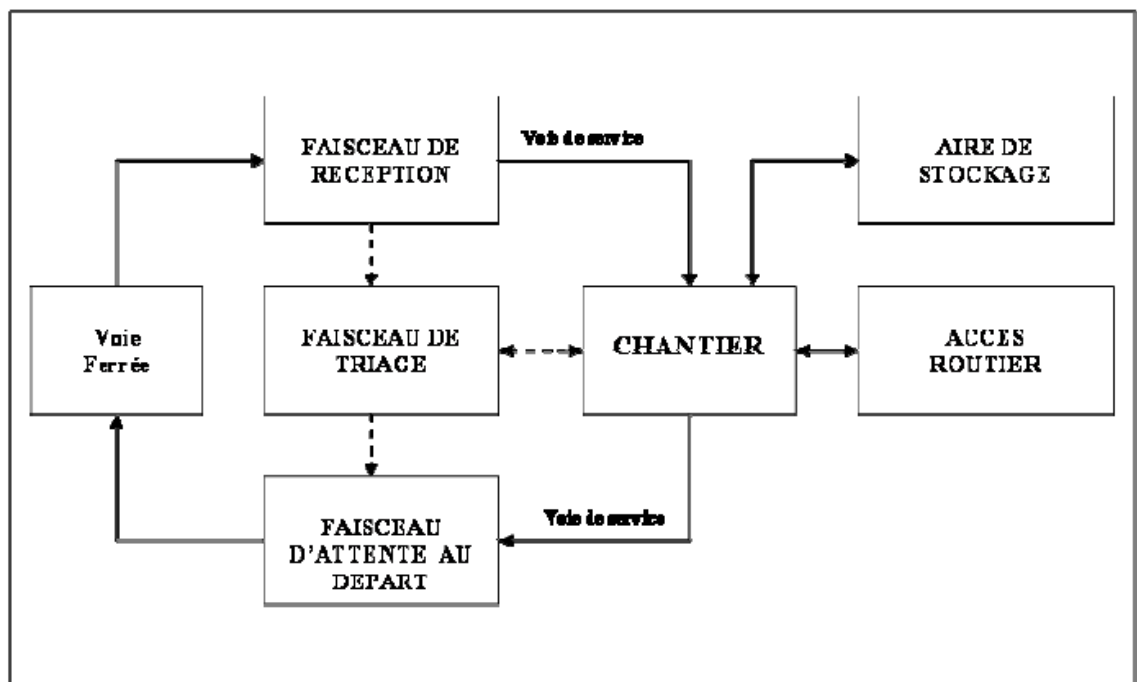 FAISCEAU DE
RECEPTION
Voie de service
AIRE DE
STOCKAGE
Voie
Ferrée
FAISCEAU DE
TRIAGE
CHANTIER
ACCES
ROUTIER
FAISCEAU
D'ATTENTE AU
DEPART
Voie de service